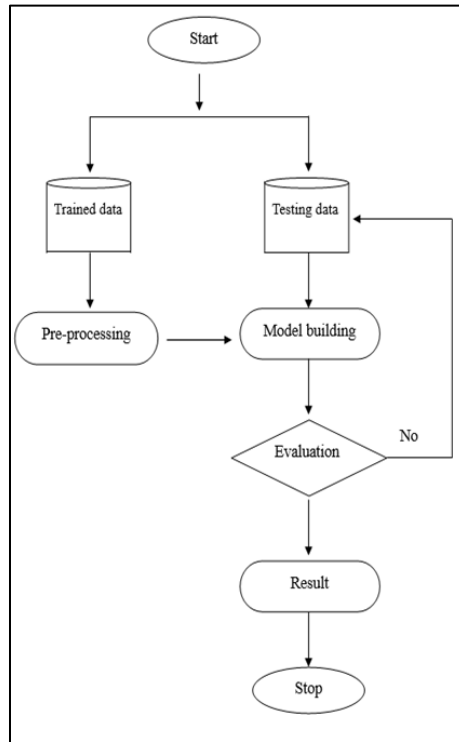 Start
Trained data
Testing data
Pre-processing
Model building
Evaluation
No
Result
Stop